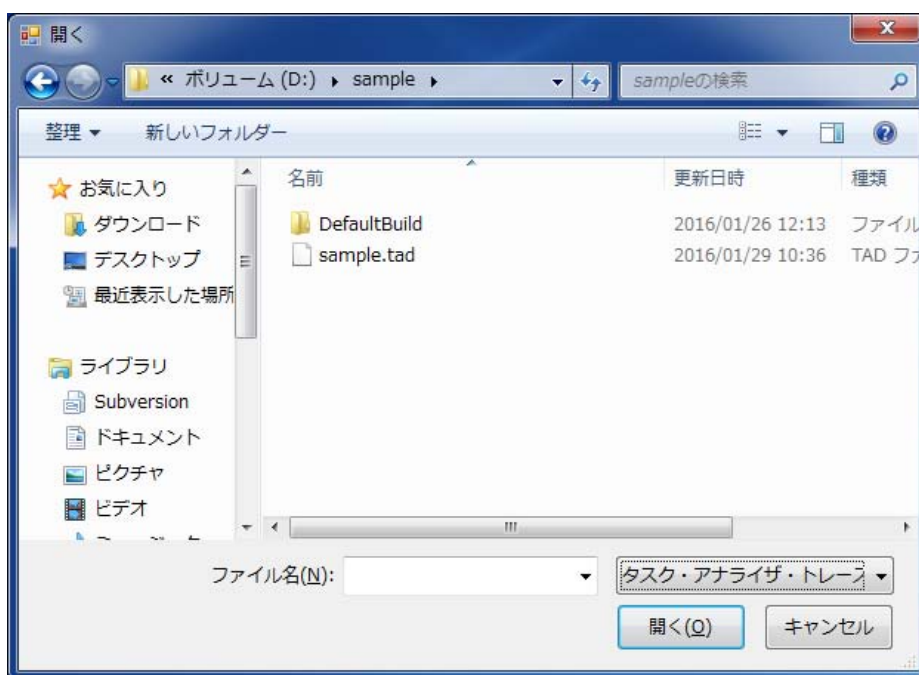 開く
« ボリューム (D:) ▸ sample ▸
sampleの検索
整理 ▼ 新しいフォルダー
名前 更新日時 種類
DefaultBuild 2016/01/26 12:13 ファイル
sample.tad 2016/01/29 10:36 TAD ファ
お気に入り
ダウンロード
デスクトップ
最近表示した場所
ライブラリ
Subversion
ドキュメント
ピクチャ
ビデオ
ファイル名(N):
タスク・アナライザ・トレース
開く(O) キャンセル